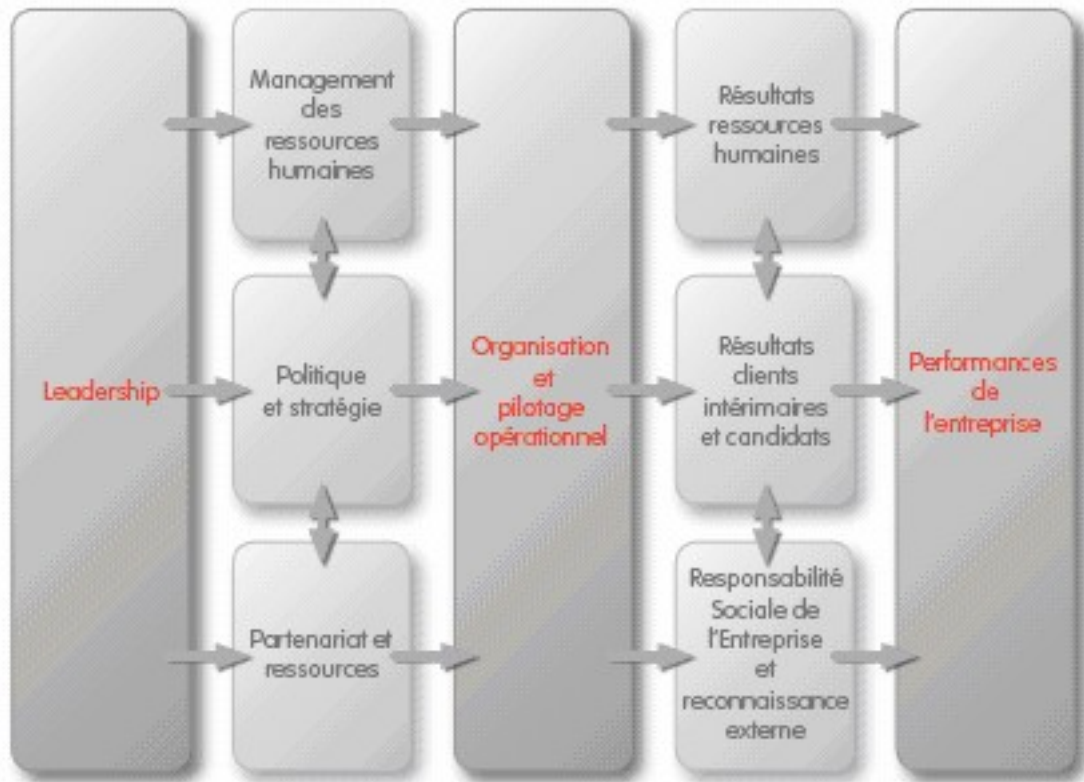 Leadership
Management
des
ressources
humaines
Politique
et stratégie
Partenariat et
ressources
Organisation
et
pilotage
opérationnel
Résultats
ressources
humaines
Résultats
clients
intérimaires
et candidats
Responsabilité
Sociale de
l'Entreprise
et
reconnaissance
externe
Performances
de
l'entreprise